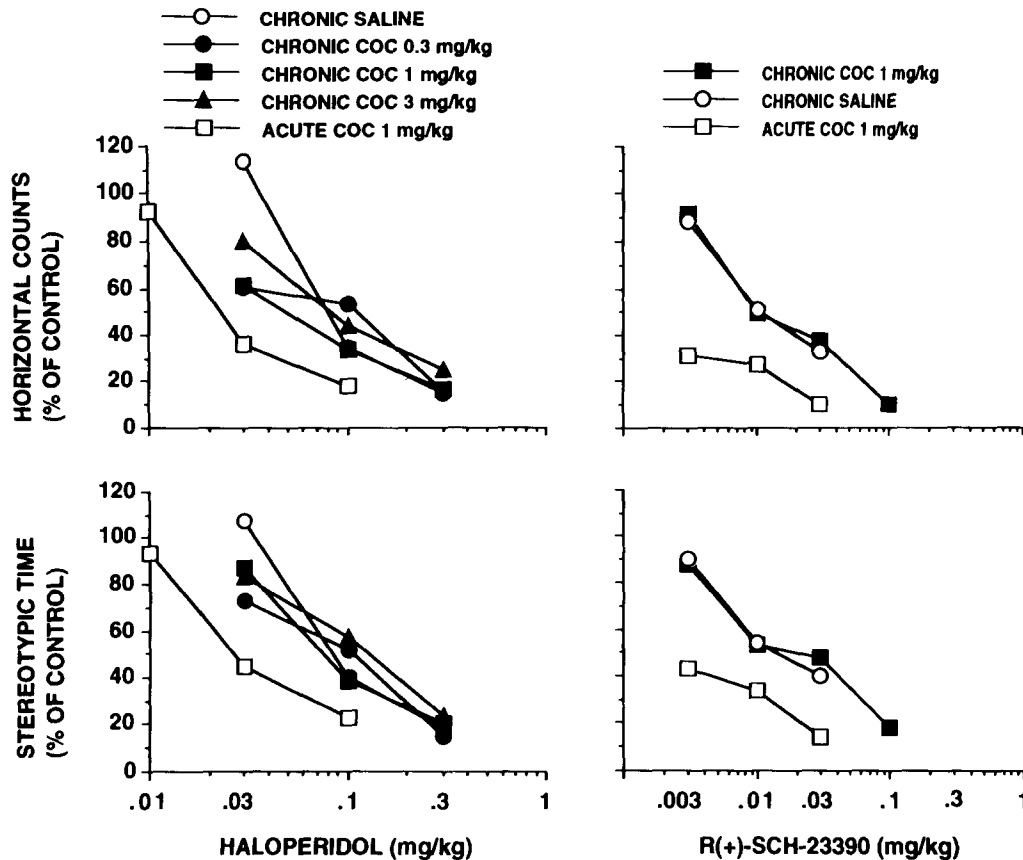 CHRONIC SALINE
CHRONIC COC 0.3 mg/kg
CHRONIC COC 1 mg/kg
CHRONIC COC 3 mg/kg
ACUTE COC 1 mg/kg
CHRONIC COC 1 mg/kg
CHRONIC SALINE
ACUTE COC 1 mg/kg
HORIZONTAL COUNTS
(% OF CONTROL)
120
100
80
60
40
20
0
STEREOTYPIC TIME
(% OF CONTROL)
120
100
80
60
40
20
0
.01 .03 .1 .3 1
HALOPERIDOL (mg/kg)
.003 .01 .03 .1 .3 1
R(+)-SCH-23390 (mg/kg)